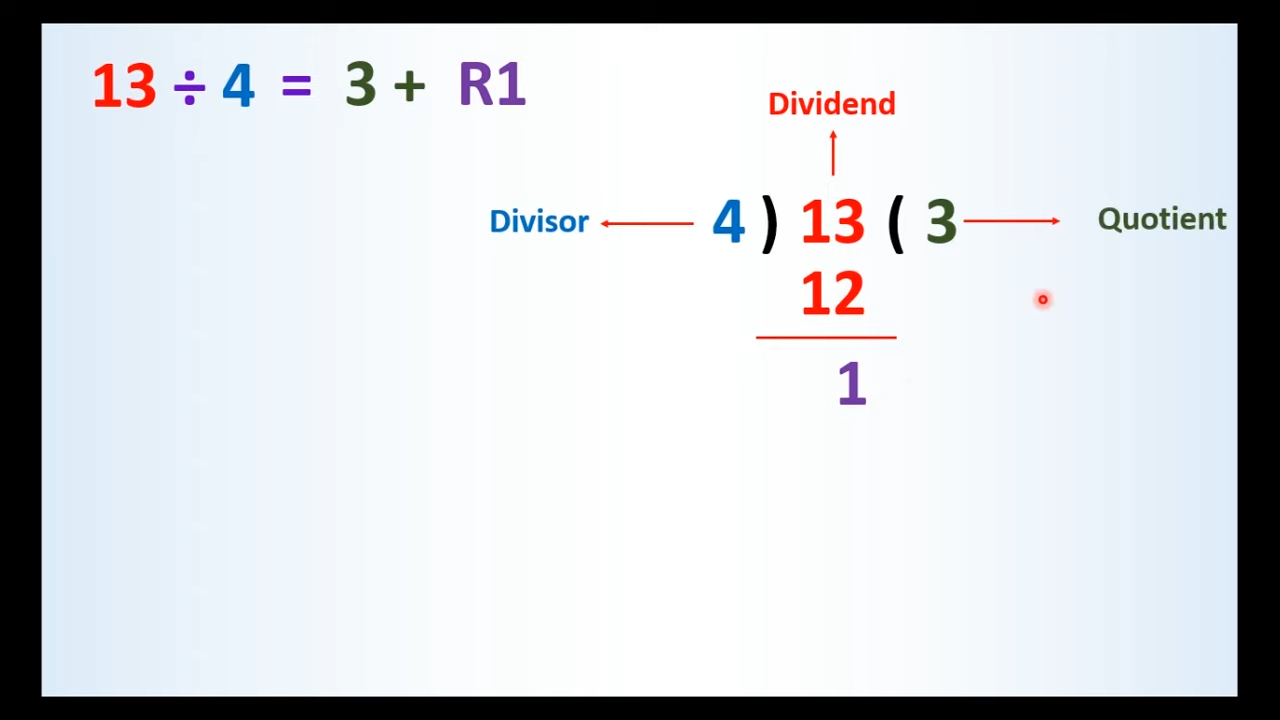 13 ÷ 4 = 3 + R1
Dividend
Divisor 4 ) 13 ( 3 Quotient
12
1